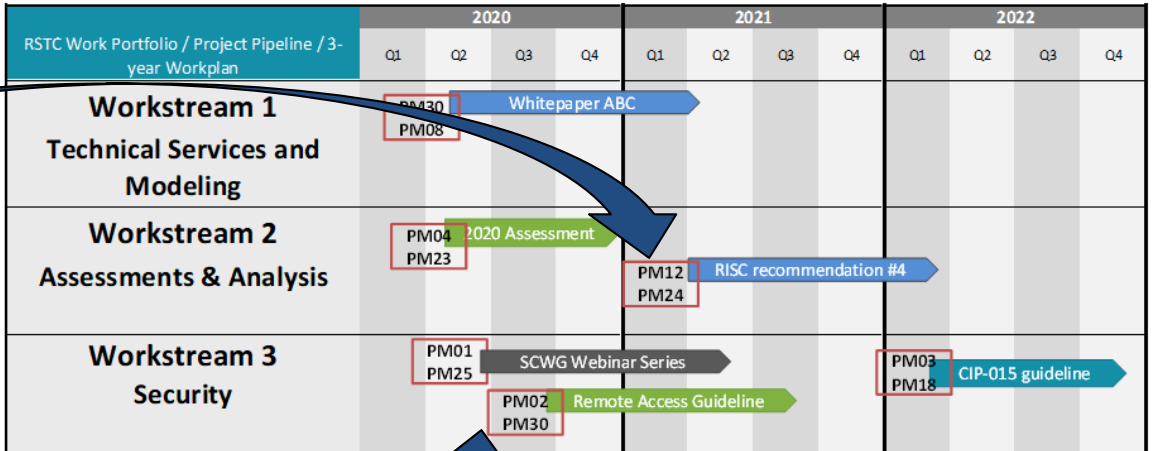 2020 2021 2022
RSTC Work Portfolio / Project Pipeline / 3-
year Workplan
Q1 Q2 Q3 Q4 Q1 Q2 Q3 Q4 Q1 Q2 Q3 Q4
Workstream 1
Technical Services and
Modeling
PM30
PM08
Whitepaper ABC
Workstream 2
Assessments & Analysis
PM04
PM23
2020 Assessment
PM12
PM24
RISC recommendation #4
Workstream 3
Security
PM01
PM25
SCWG Webinar Series
PM02
PM30
Remote Access Guideline
PM03
PM18
CIP-015 guideline